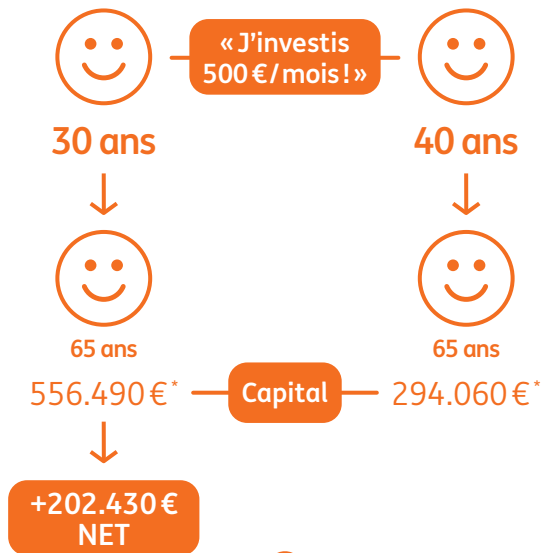 « J’investis
500 €/mois ! »
30 ans
40 ans
65 ans
65 ans
556.490 €*
Capital
294.060 €*
+202.430 €
NET